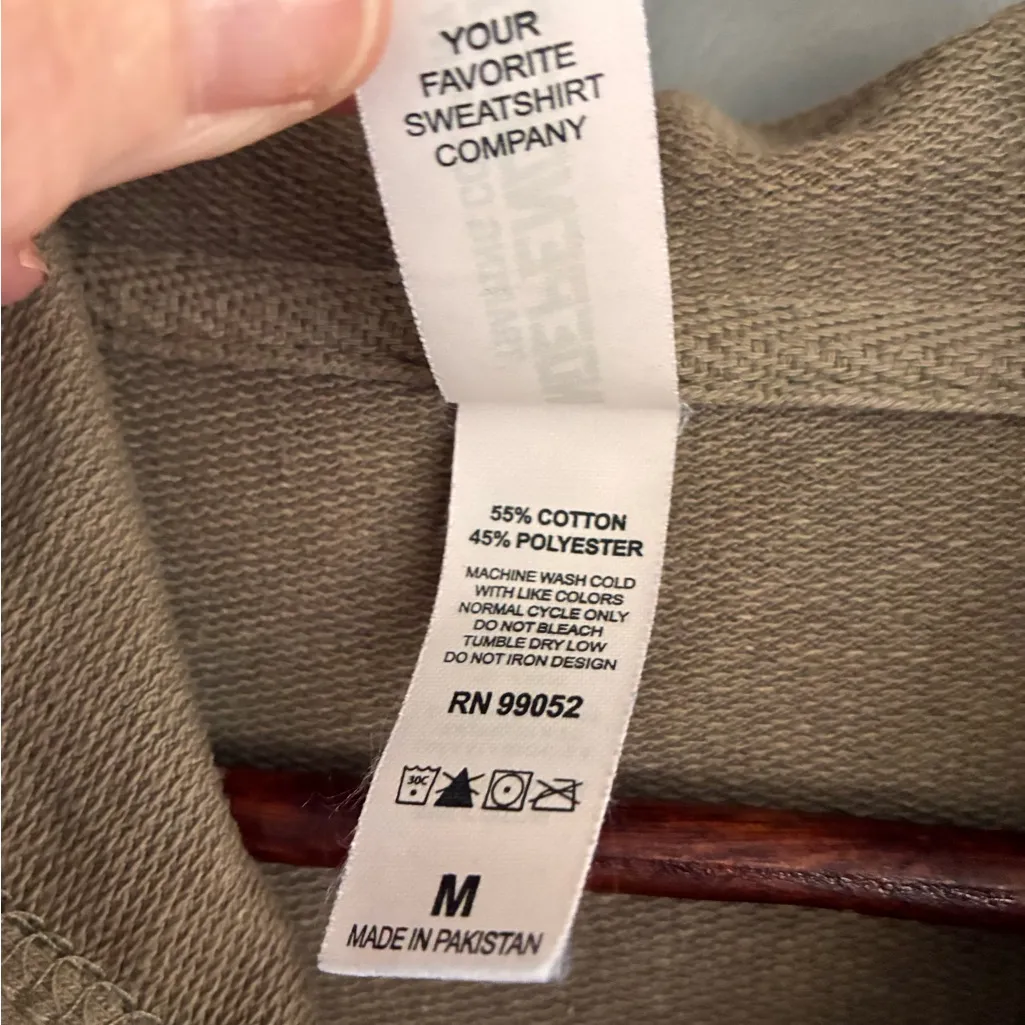 YOUR
FAVORITE
SWEATSHIRT
COMPANY
55% COTTON
45% POLYESTER
MACHINE WASH COLD
WITH LIKE COLORS
NORMAL CYCLE ONLY
DO NOT BLEACH
TUMBLE DRY LOW
DO NOT IRON DESIGN
RN 99052
30C
M
MADE IN PAKISTAN